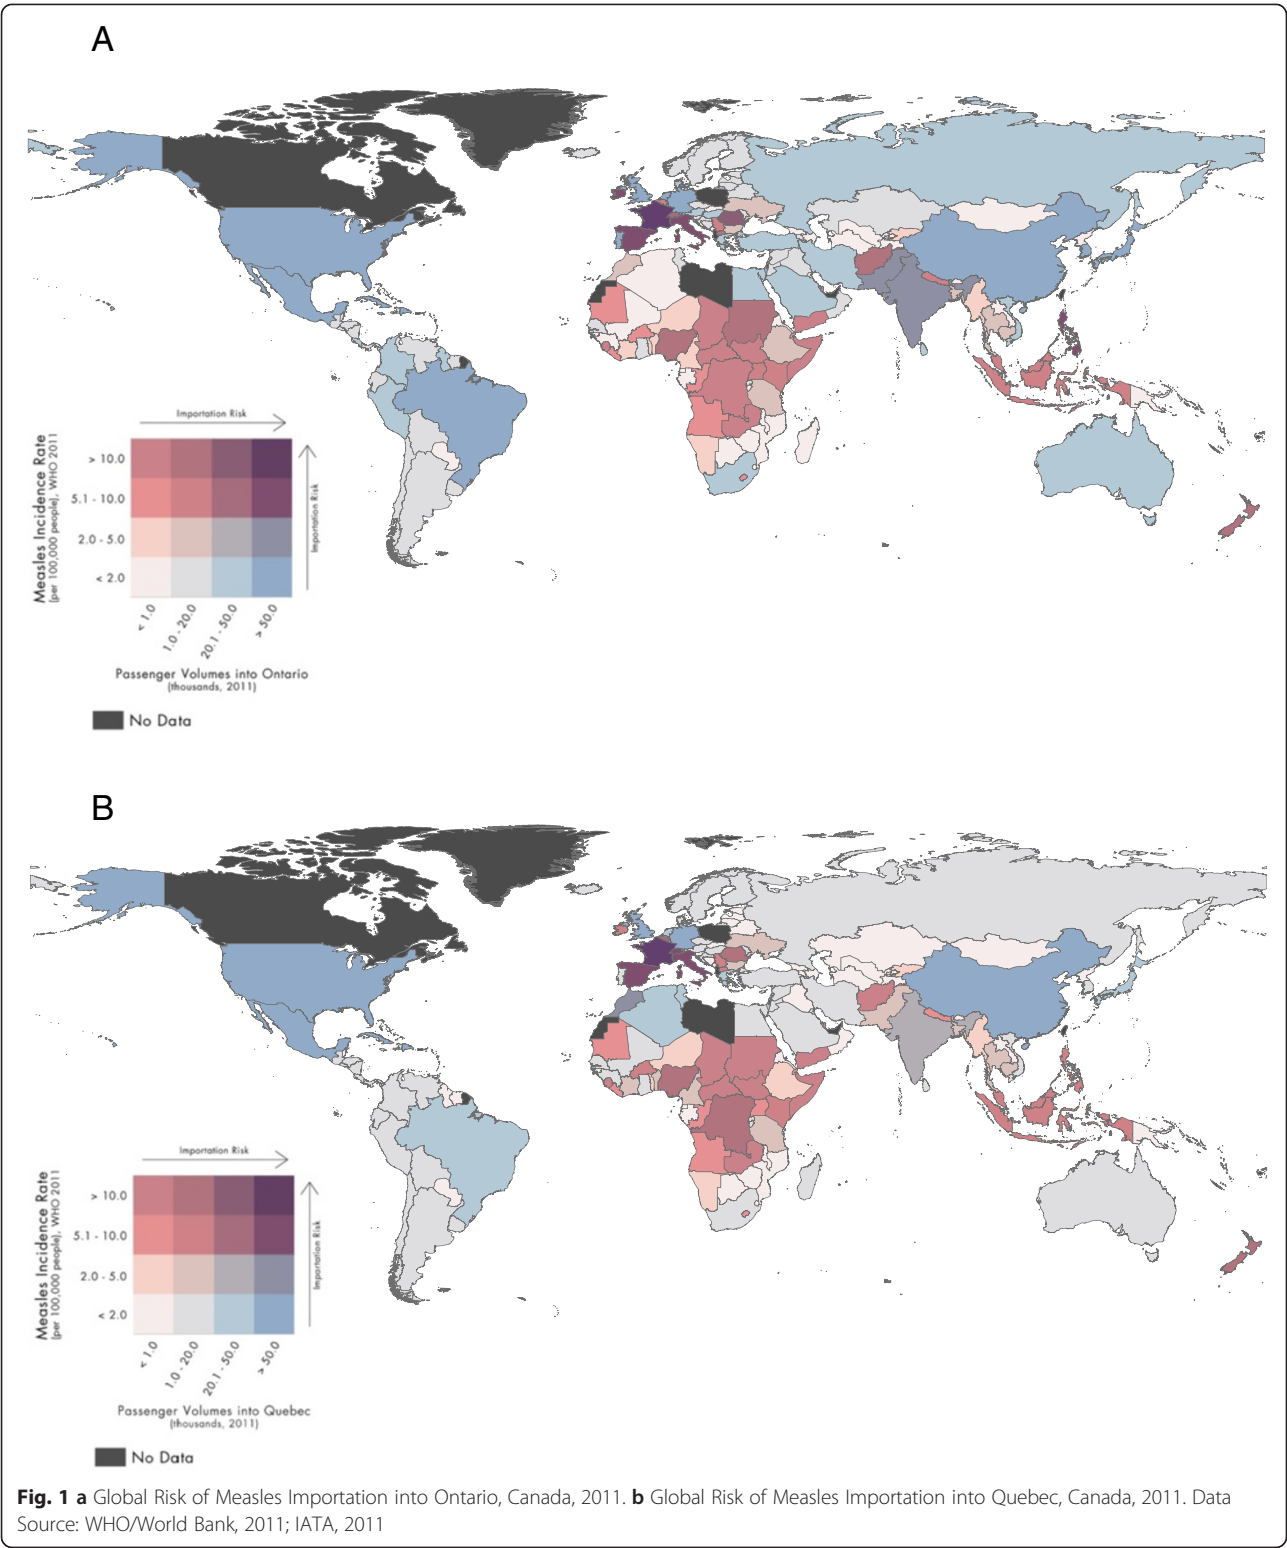 A
Importation Risk
Measles Incidence Rate
(per 100,000 people), WHO 2011
> 10.0
5.1 - 10.0
2.0 - 5.0
< 2.0
Importation Risk
< 1.0
1.0 - 20.0
20.1 - 50.0
> 50.0
Passenger Volumes into Ontario
(thousands, 2011)
No Data
B
Importation Risk
Measles Incidence Rate
(per 100,000 people), WHO 2011
> 10.0
5.1 - 10.0
2.0 - 5.0
< 2.0
Importation Risk
< 1.0
1.0 - 20.0
20.1 - 50.0
> 50.0
Passenger Volumes into Quebec
(thousands, 2011)
No Data
Fig. 1 a Global Risk of Measles Importation into Ontario, Canada, 2011. b Global Risk of Measles Importation into Quebec, Canada, 2011. Data
Source: WHO/World Bank, 2011; IATA, 2011